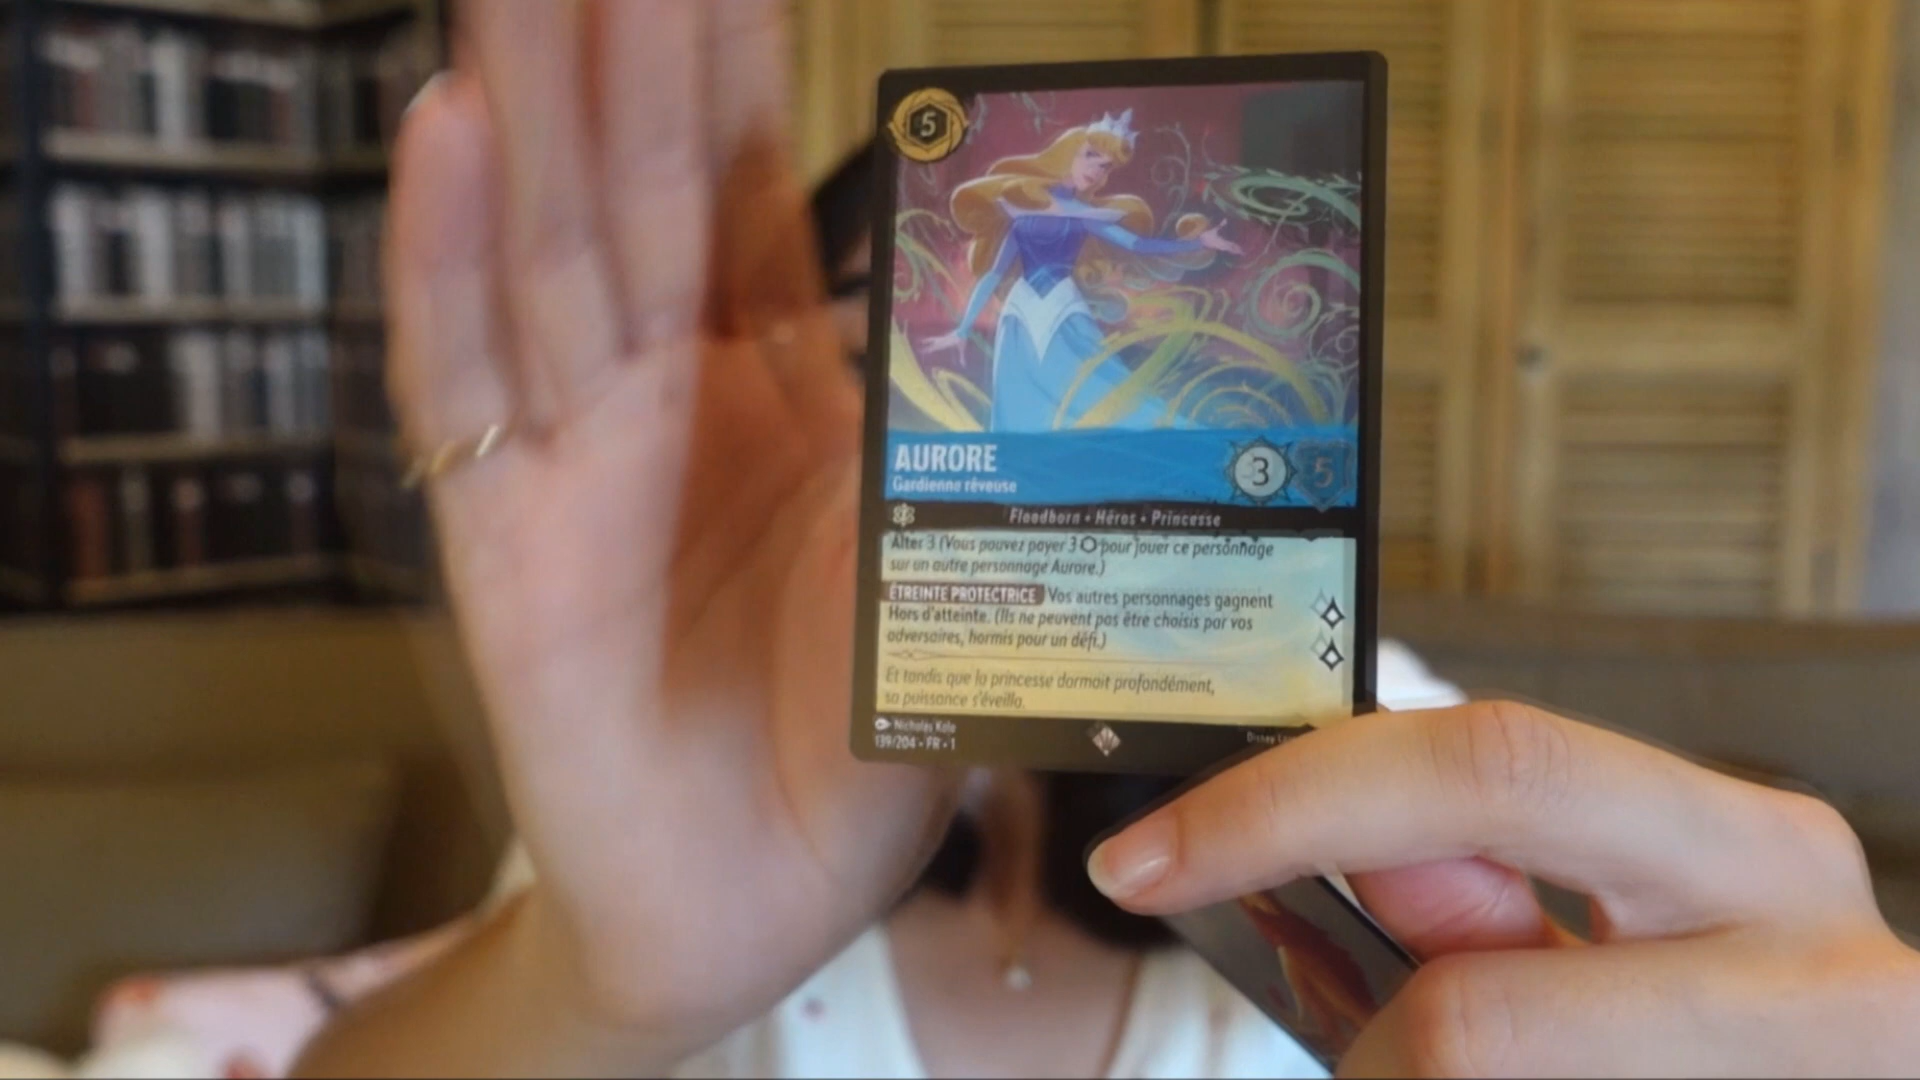 5
AURORE
Gardienne rêveuse
3 5
Floodborn • Héros • Princesse
Alter 3 (Vous pouvez payer 3 pour jouer ce personnage
sur un autre personnage Aurore.)
ÉTREINTE PROTECTRICE Vos autres personnages gagnent
Hors d'atteinte. (Ils ne peuvent pas être choisis par vos
adversaires, hormis pour un défi.)
Et tandis que la princesse dormait profondément,
sa puissance s'éveilla.
Nicholas Kole
139/204 • FR • 1
Disney